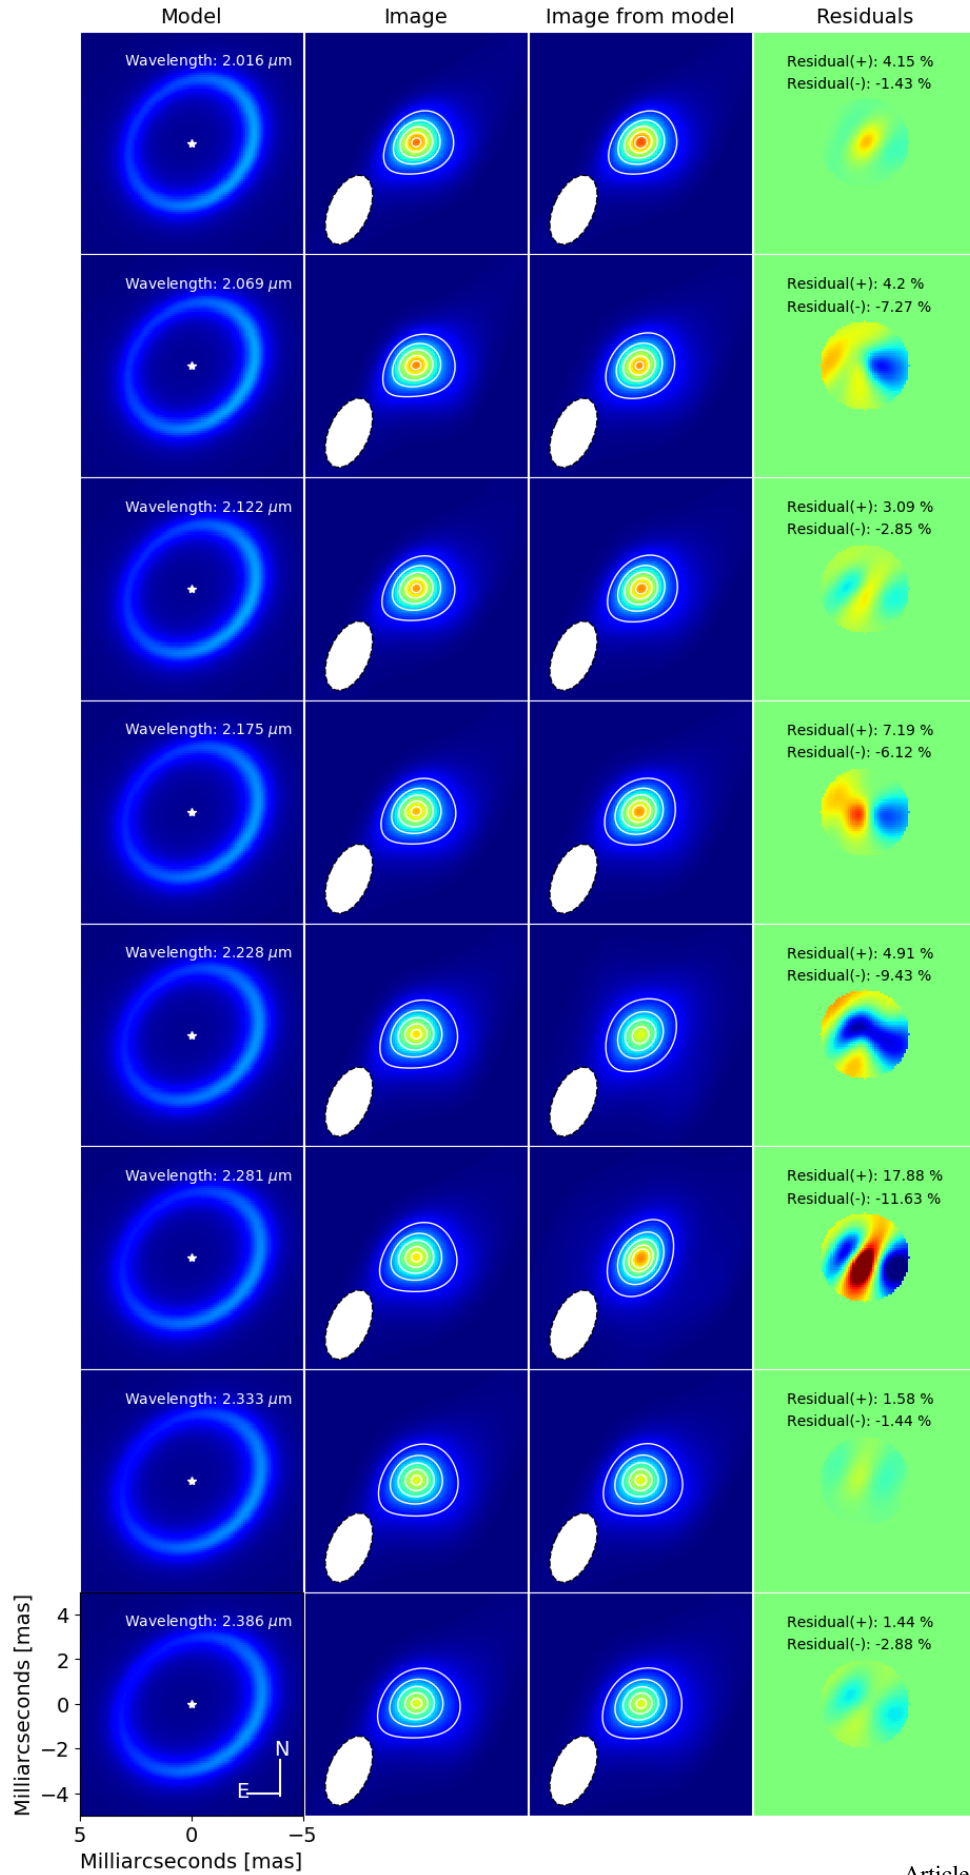 Model Image Image from model Residuals
Wavelength: 2.016 μm
Residual(+): 4.15 %
Residual(-): -1.43 %
Wavelength: 2.069 μm
Residual(+): 4.2 %
Residual(-): -7.27 %
Wavelength: 2.122 μm
Residual(+): 3.09 %
Residual(-): -2.85 %
Wavelength: 2.175 μm
Residual(+): 7.19 %
Residual(-): -6.12 %
Wavelength: 2.228 μm
Residual(+): 4.91 %
Residual(-): -9.43 %
Wavelength: 2.281 μm
Residual(+): 17.88 %
Residual(-): -11.63 %
Wavelength: 2.333 μm
Residual(+): 1.58 %
Residual(-): -1.44 %
Wavelength: 2.386 μm
Residual(+): 1.44 %
Residual(-): -2.88 %
Milliarcseconds [mas]
4
2
0
−2
−4
N
E
5 0 −5
Milliarcseconds [mas]
Article